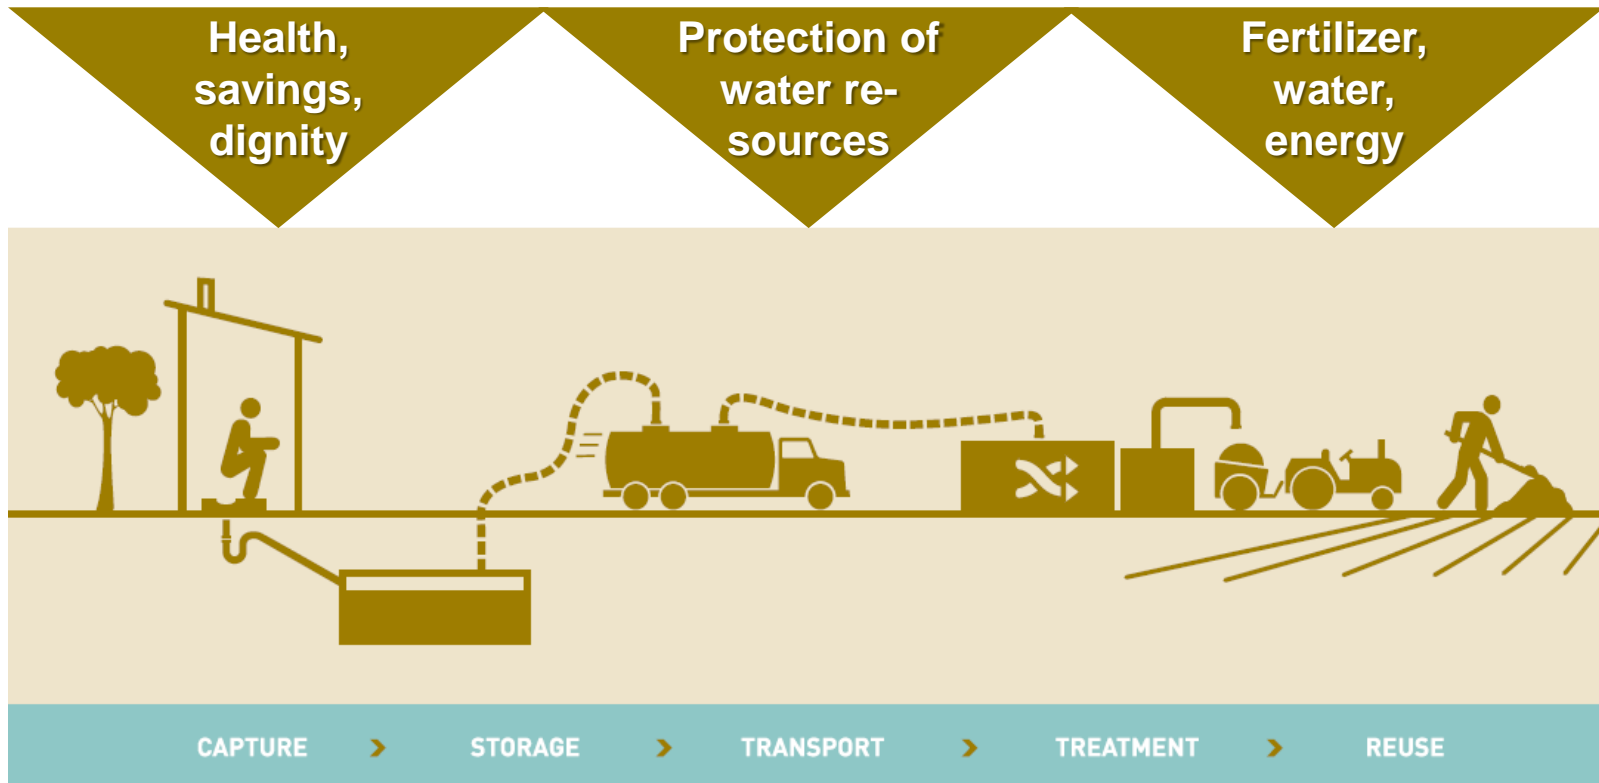 Health,
savings,
dignity
Protection of
water re-
sources
Fertilizer,
water,
energy
CAPTURE > STORAGE > TRANSPORT > TREATMENT > REUSE